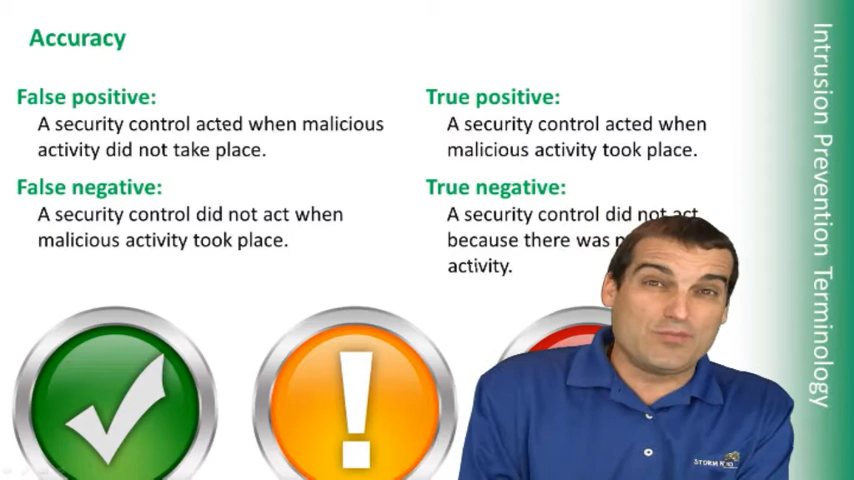 Accuracy
False positive:
A security control acted when malicious
activity did not take place.
False negative:
A security control did not act when
malicious activity took place.
True positive:
A security control acted when
malicious activity took place.
True negative:
A security control did not act
because there was
activity.
Intrusion Prevention Terminology
STORM